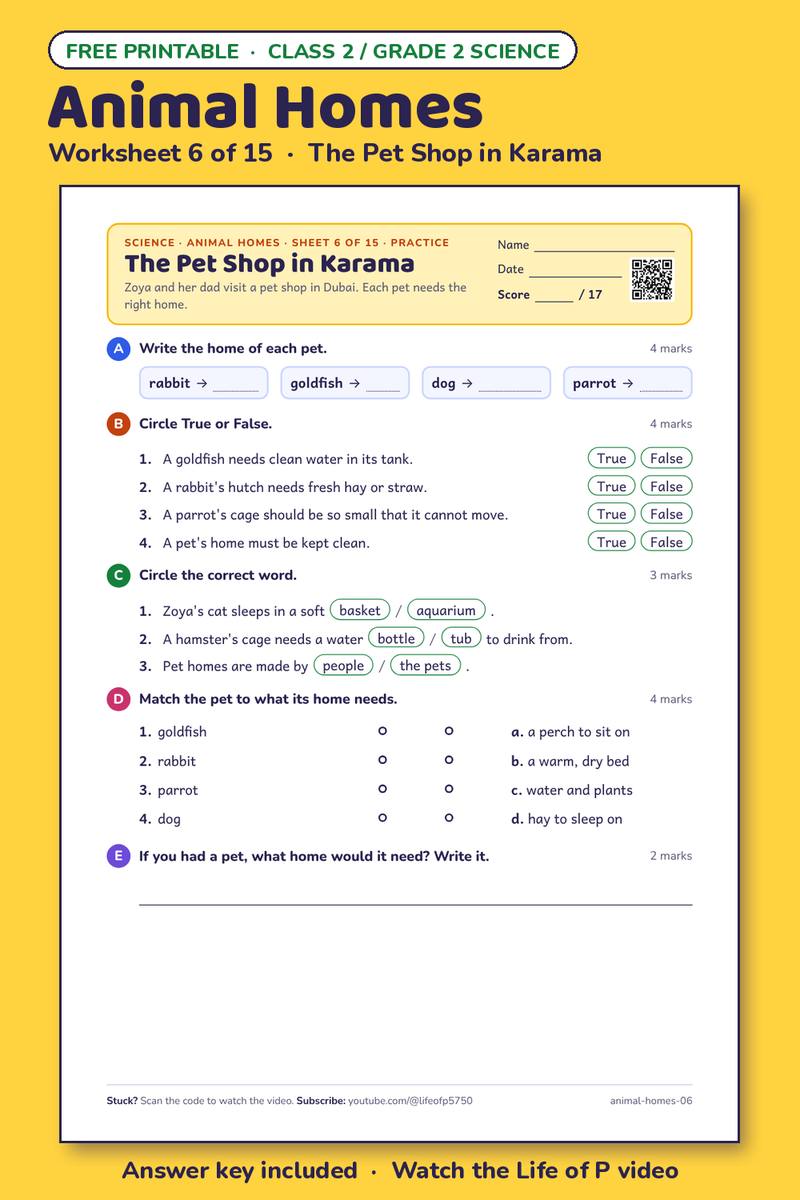 FREE PRINTABLE · CLASS 2 / GRADE 2 SCIENCE
Animal Homes
Worksheet 6 of 15 · The Pet Shop in Karama
SCIENCE · ANIMAL HOMES · SHEET 6 OF 15 · PRACTICE
The Pet Shop in Karama
Zoya and her dad visit a pet shop in Dubai. Each pet needs the
right home.
Name
Date
Score _____ / 17
A Write the home of each pet. 4 marks
rabbit → _____ goldfish → _____ dog → _____ parrot → _____
B Circle True or False. 4 marks
1. A goldfish needs clean water in its tank. True False
2. A rabbit's hutch needs fresh hay or straw. True False
3. A parrot's cage should be so small that it cannot move. True False
4. A pet's home must be kept clean. True False
C Circle the correct word. 3 marks
1. Zoya's cat sleeps in a soft basket / aquarium .
2. A hamster's cage needs a water bottle / tub to drink from.
3. Pet homes are made by people / the pets .
D Match the pet to what its home needs. 4 marks
1. goldfish a. a perch to sit on
2. rabbit b. a warm, dry bed
3. parrot c. water and plants
4. dog d. hay to sleep on
E If you had a pet, what home would it need? Write it. 2 marks
Stuck? Scan the code to watch the video. Subscribe: youtube.com/@lifeofp5750 animal-homes-06
Answer key included · Watch the Life of P video